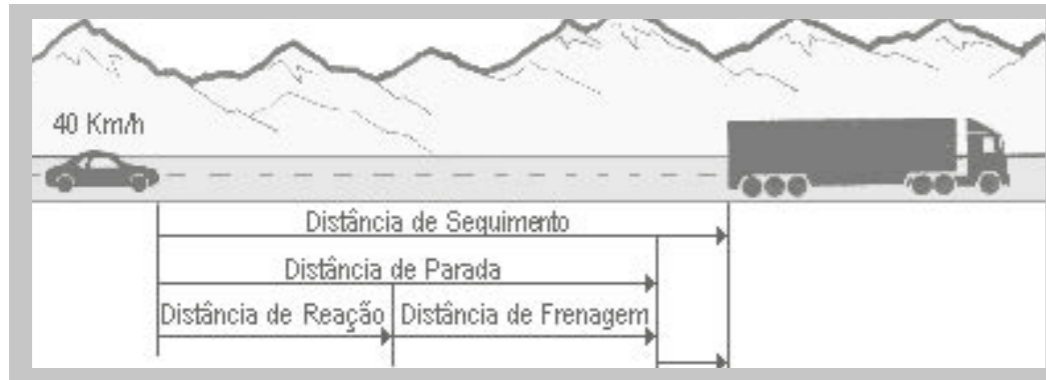 40 Km/h
Distância de Sequimento
Distância de Parada
Distância de Reação
Distância de Frenagem